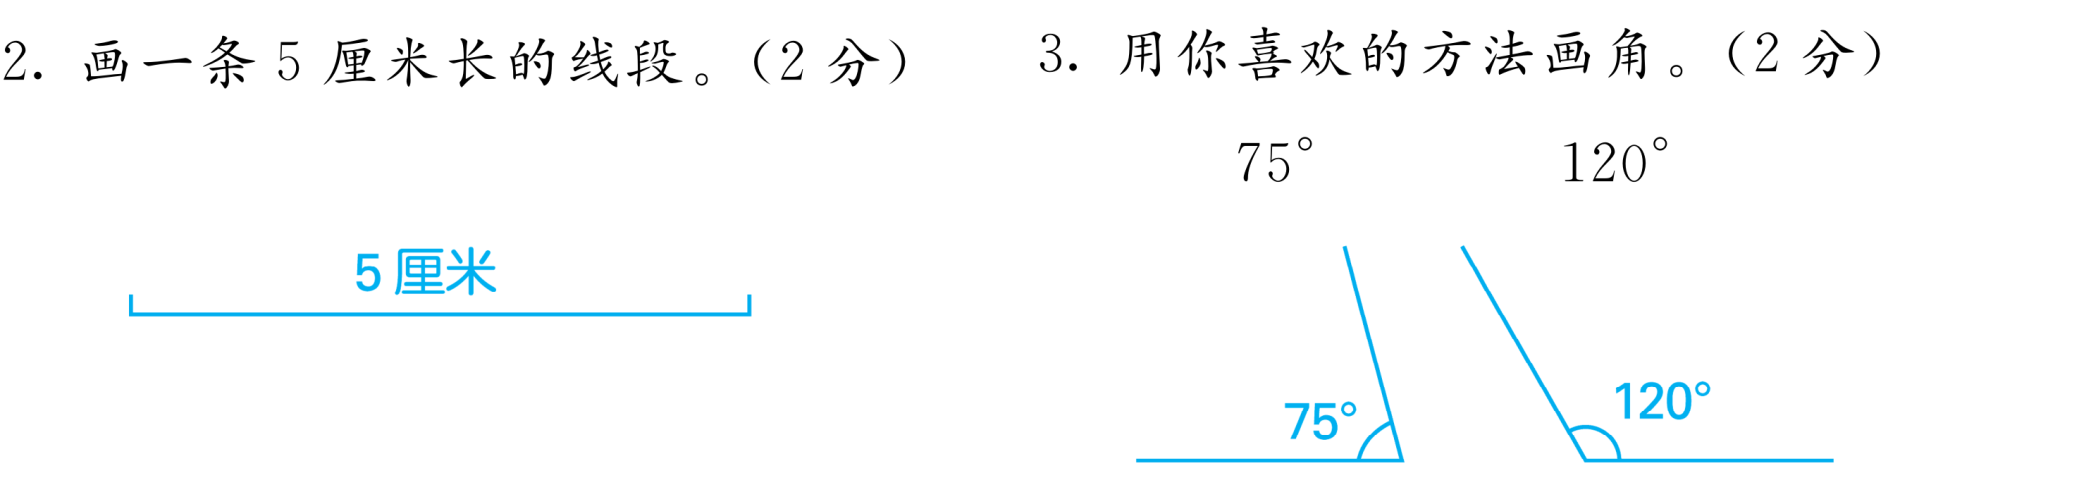 2. 画一条 5 厘米长的线段。(2 分)
5 厘米
3. 用你喜欢的方法画角。(2 分)
75° 120°
75° 120°